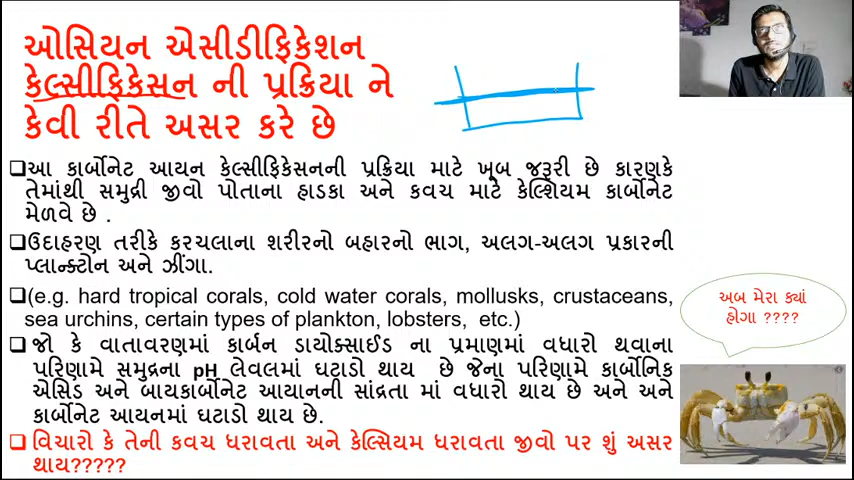 ઓસિયન એસીડીફિકેશન
કેલ્સીફિકેસન ની પ્રક્રિયા ને
કેવી રીતે અસર કરે છે
આ કાર્બોનેટ આયન કેલ્સીફિકેસનની પ્રક્રિયા માટે ખૂબ જરૂરી છે કારણકે
તેમાંથી સમુદ્રી જીવો પોતાના હાડકા અને કવચ માટે કેલ્શિયમ કાર્બોનેટ
મેળવે છે .
ઉદાહરણ તરીકે કરચલાના શરીરનો બહારનો ભાગ, અલગ-અલગ પ્રકારની
પ્લાન્ક્ટોન અને ઝીંગા.
(e.g. hard tropical corals, cold water corals, mollusks, crustaceans,
sea urchins, certain types of plankton, lobsters, etc.)
જો કે વાતાવરણમાં કાર્બન ડાયોક્સાઈડ ના પ્રમાણમાં વધારો થવાના
પરિણામે સમુદ્રના pH લેવલમાં ઘટાડો થાય છે જેના પરિણામે કાર્બોનિક
એસિડ અને બાયકાર્બોનેટ આયાનની સાંદ્રતા માં વધારો થાય છે અને અને
કાર્બોનેટ આયનમાં ઘટાડો થાય છે.
વિચારો કે તેની કવચ ધરાવતા અને કેલ્સિયમ ધરાવતા જીવો પર શું અસર
થાય?????
અબ મેરા ક્યાં
હોગા ????